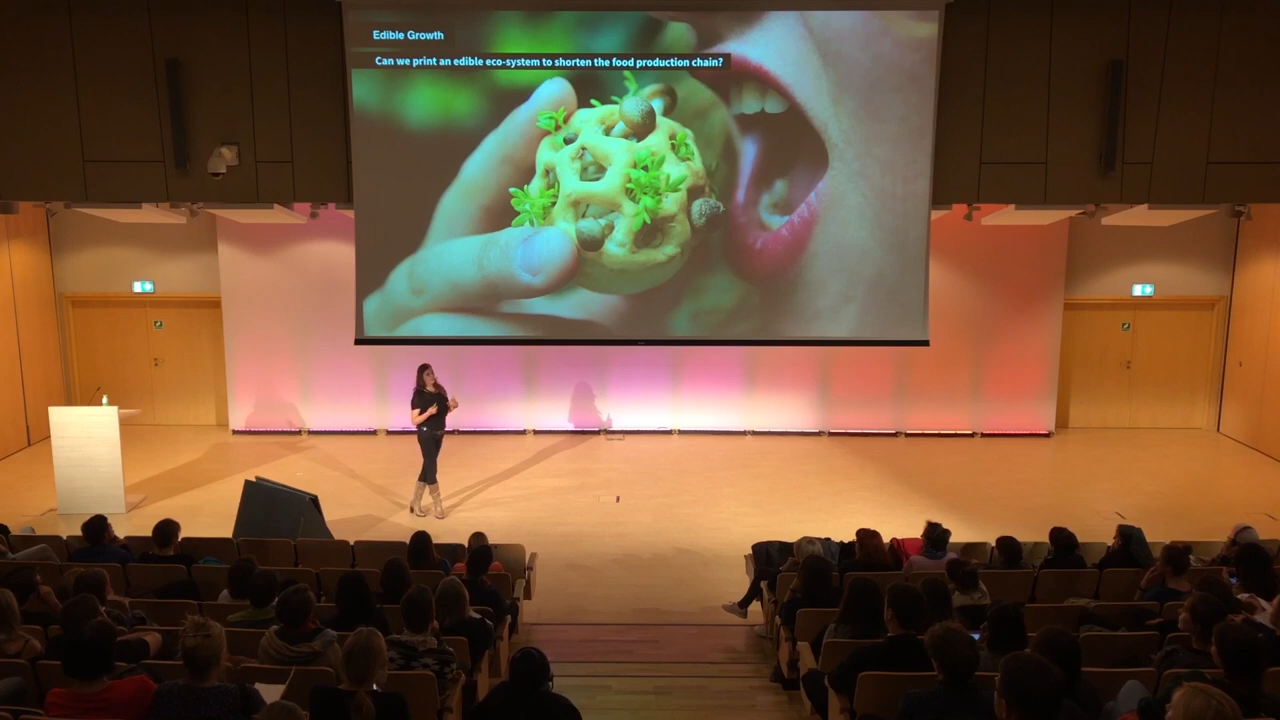 Edible Growth
Can we print an edible eco-system to shorten the food production chain?